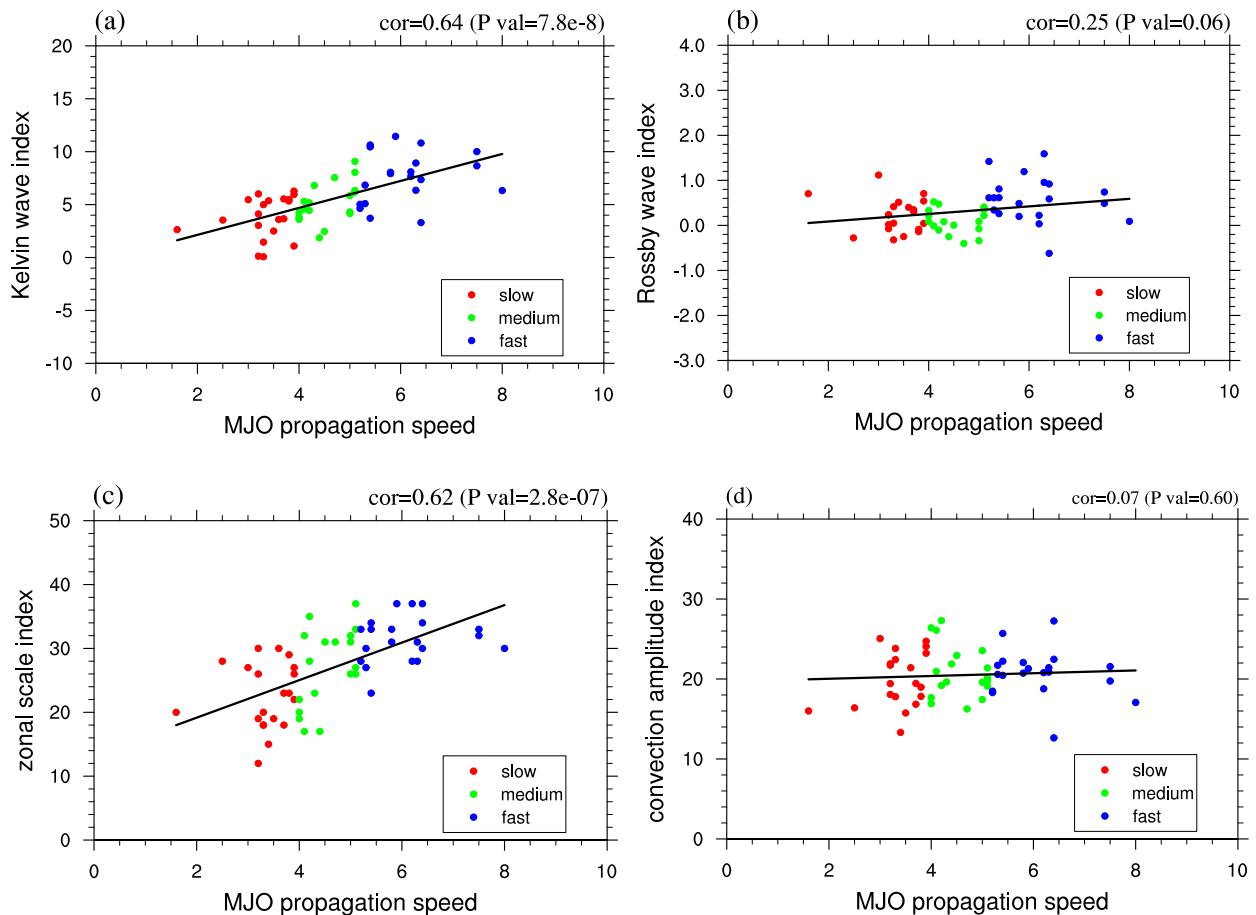 (a) cor=0.64 (P val=7.8e-8)
20
15
10
5
0
-5
-10
Kelvin wave index
slow
medium
fast
0 2 4 6 8 10
MJO propagation speed
(b) cor=0.25 (P val=0.06)
4.0
3.0
2.0
1.0
0.0
-1.0
-2.0
-3.0
Rossby wave index
slow
medium
fast
0 2 4 6 8 10
MJO propagation speed
(c) cor=0.62 (P val=2.8e-07)
50
40
30
20
10
0
zonal scale index
slow
medium
fast
0 2 4 6 8 10
MJO propagation speed
(d) cor=0.07 (P val=0.60)
40
30
20
10
0
convection amplitude index
slow
medium
fast
0 2 4 6 8 10
MJO propagation speed